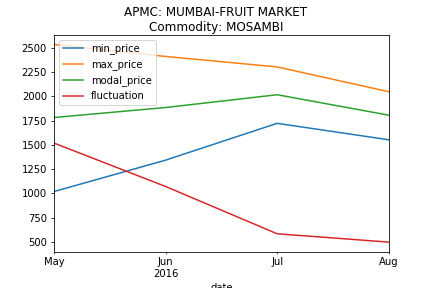 APMC: MUMBAI-FRUIT MARKET
Commodity: MOSAMBI
2500
2250
2000
1750
1500
1250
1000
750
500
min_price
max_price
modal_price
fluctuation
May Jun Jul Aug
2016
date